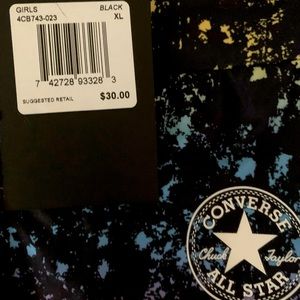 GIRLS BLACK
4CB743-023 XL
7 42728 93328 3
SUGGESTED RETAIL $30.00
CONVERSE
Chuck Taylor
ALL STAR